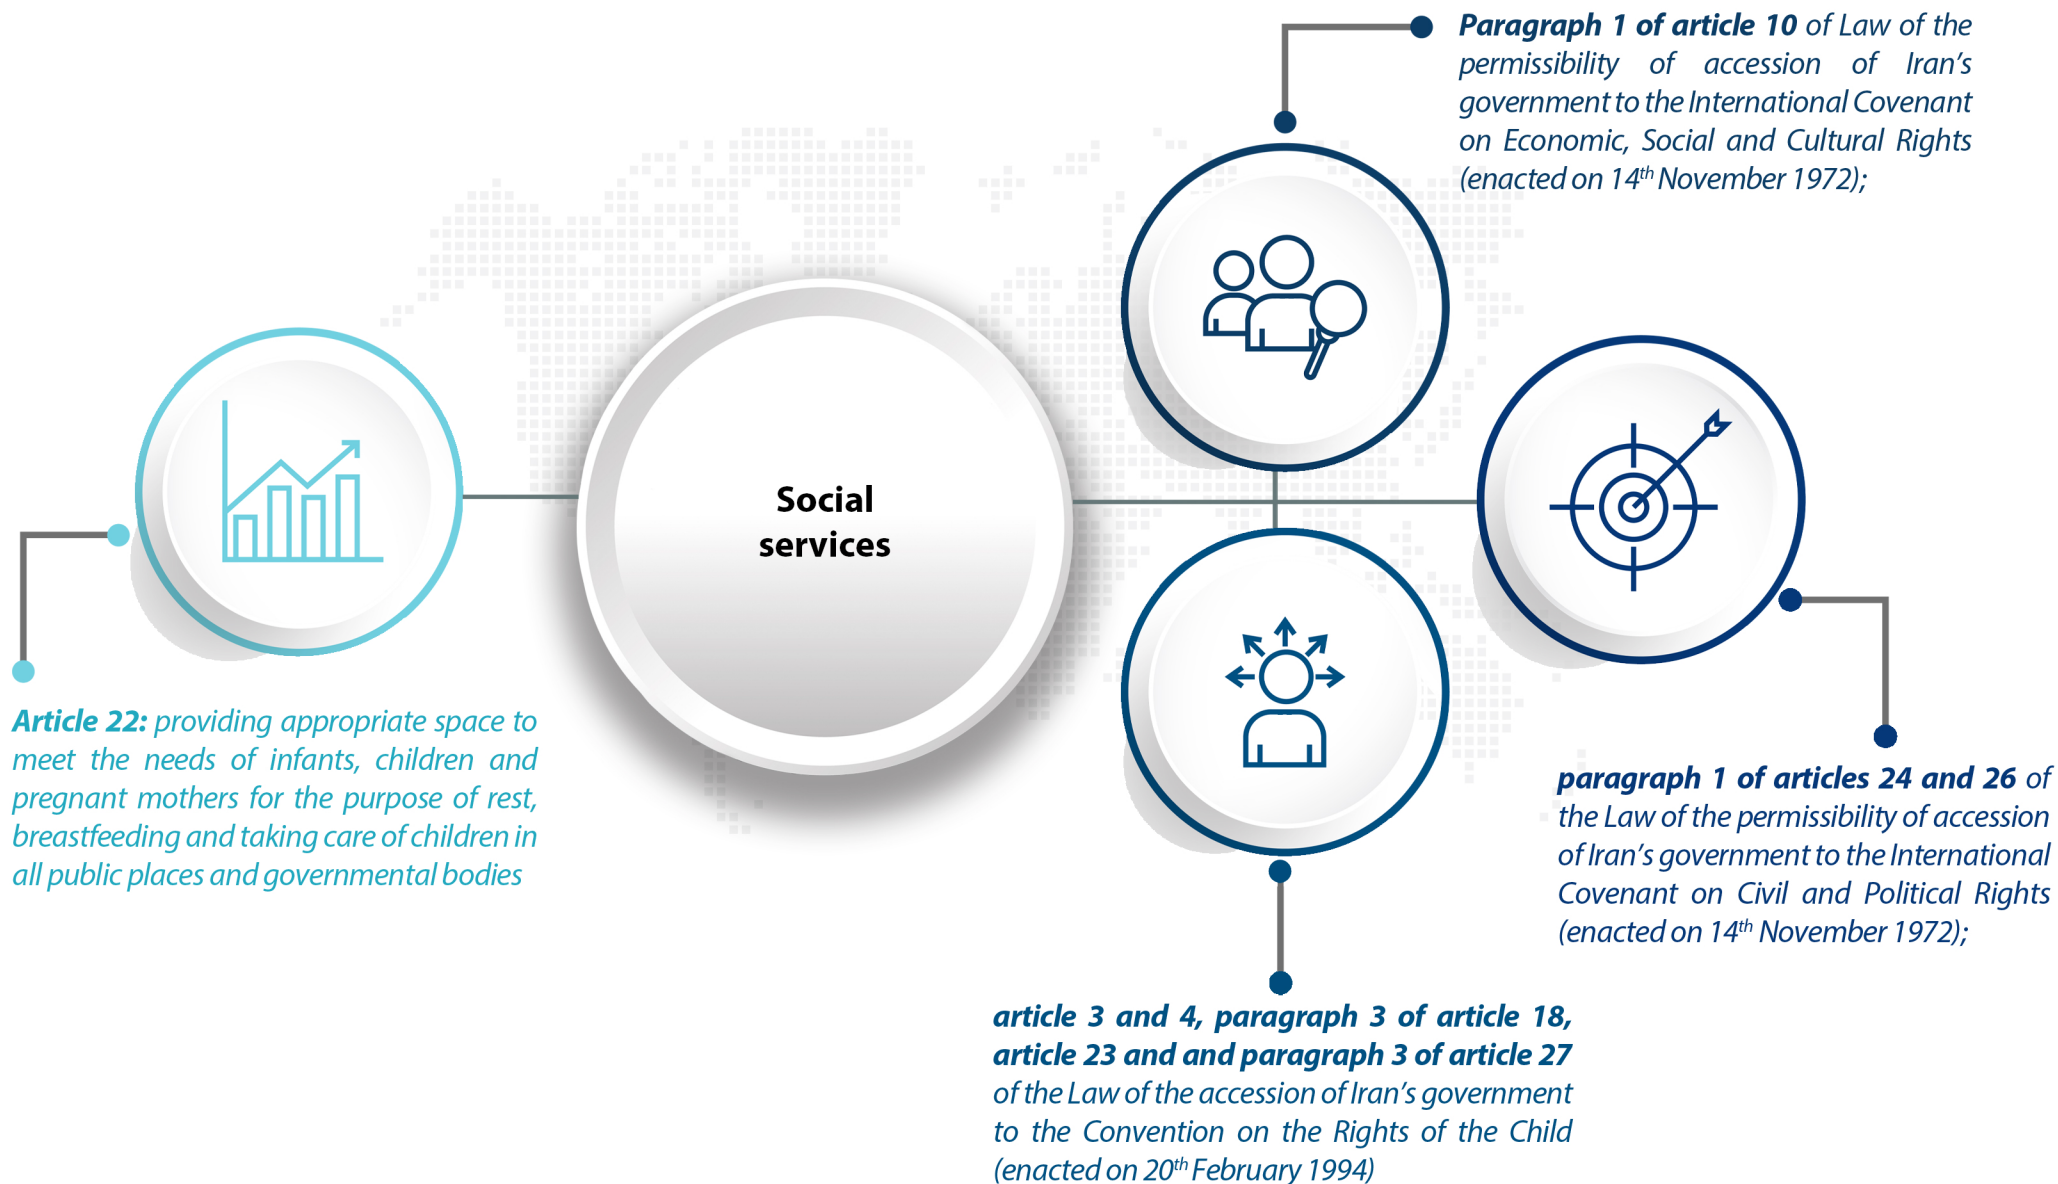 Paragraph 1 of article 10 of Law of the
permissibility of accession of Iran's
government to the International Covenant
on Economic, Social and Cultural Rights
(enacted on 14th November 1972);
Social
services
Article 22: providing appropriate space to
meet the needs of infants, children and
pregnant mothers for the purpose of rest,
breastfeeding and taking care of children in
all public places and governmental bodies
paragraph 1 of articles 24 and 26 of
the Law of the permissibility of accession
of Iran's government to the International
Covenant on Civil and Political Rights
(enacted on 14th November 1972);
article 3 and 4, paragraph 3 of article 18,
article 23 and and paragraph 3 of article 27
of the Law of the accession of Iran's government
to the Convention on the Rights of the Child
(enacted on 20th February 1994)